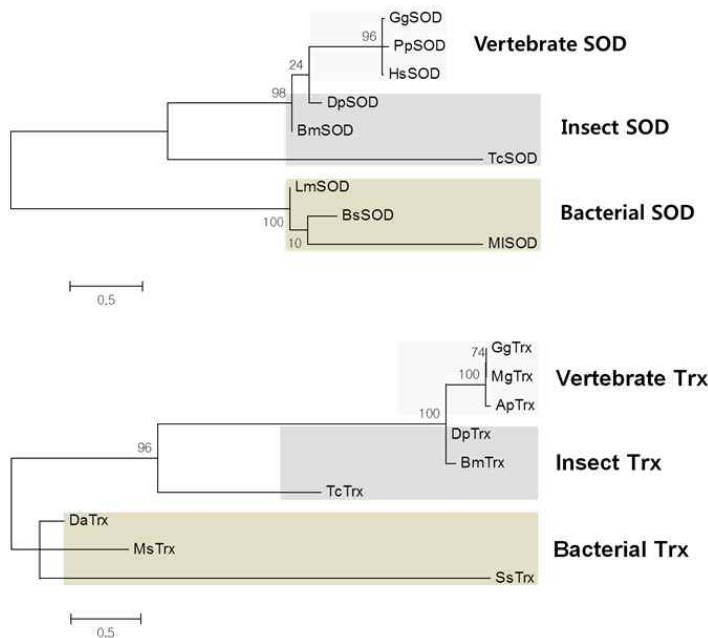 GgSOD
96
PpSOD
Vertebrate SOD
HsSOD
24
98
DpSOD
BmSOD
Insect SOD
TcSOD
LmSOD
100
BsSOD
Bacterial SOD
10
MlSOD
0.5
GgTrx
74
MgTrx
100
Vertebrate Trx
ApTrx
100
DpTrx
96
BmTrx
Insect Trx
TcTrx
DaTrx
MsTrx
Bacterial Trx
SsTrx
0.5